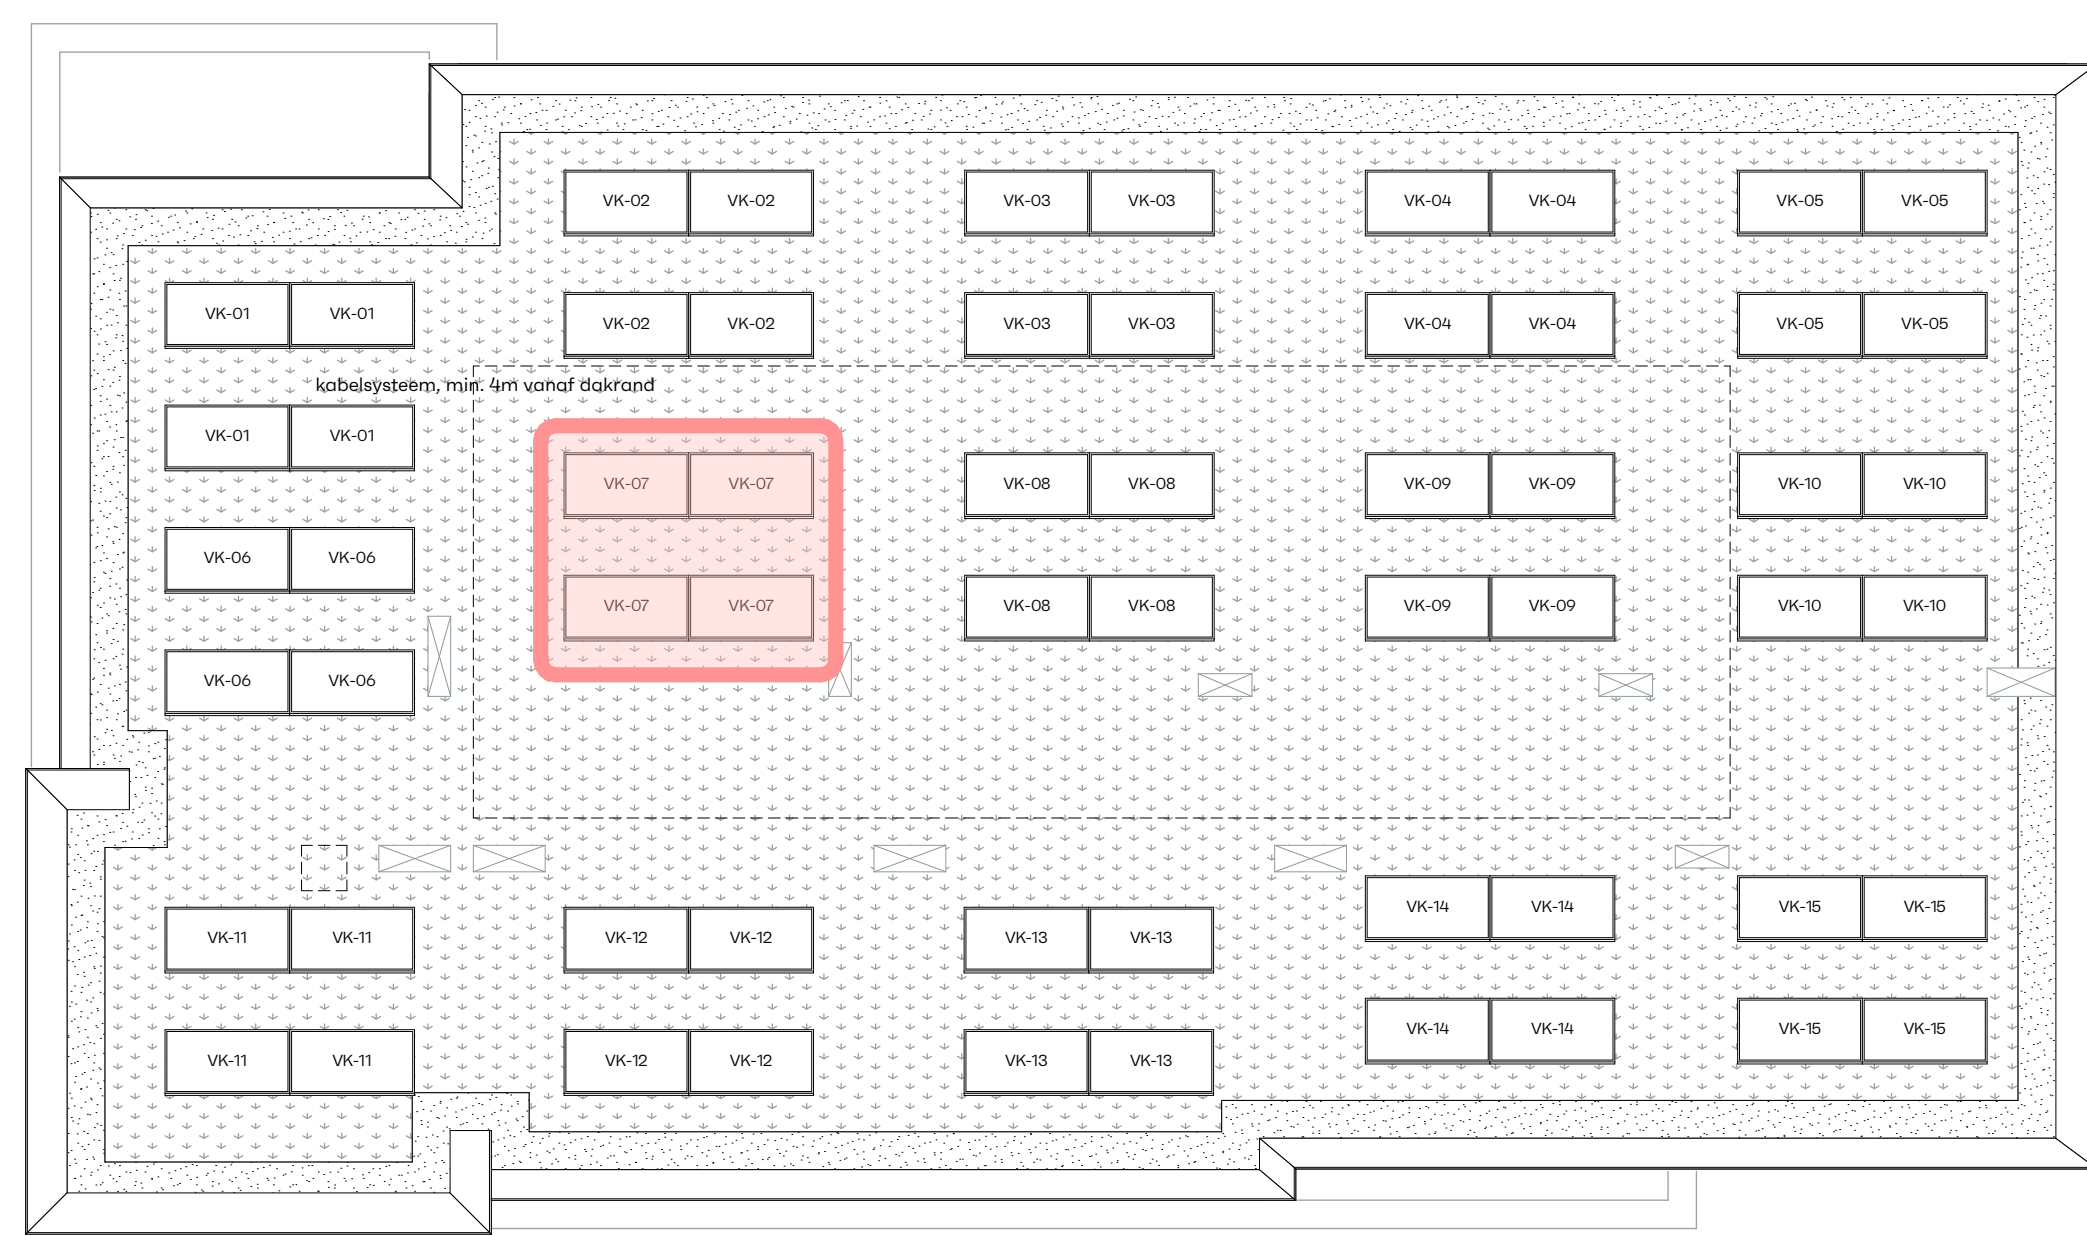 VK-02 VK-02 VK-03 VK-03 VK-04 VK-04 VK-05 VK-05
VK-01 VK-01
VK-02 VK-02 VK-03 VK-03 VK-04 VK-04 VK-05 VK-05
kabelsysteem, min. 4m vanaf dakrand
VK-01 VK-01
VK-07 VK-07 VK-08 VK-08 VK-09 VK-09 VK-10 VK-10
VK-06 VK-06
VK-07 VK-07 VK-08 VK-08 VK-09 VK-09 VK-10 VK-10
VK-06 VK-06
VK-14 VK-14 VK-15 VK-15
VK-11 VK-11 VK-12 VK-12 VK-13 VK-13
VK-14 VK-14 VK-15 VK-15
VK-11 VK-11 VK-12 VK-12 VK-13 VK-13